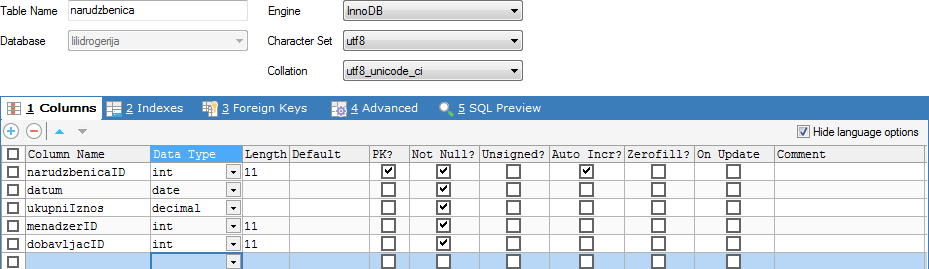 Table Name narudzbenica Engine InnoDB
Database lilidrogerija Character Set utf8
Collation utf8_unicode_ci
1 Columns 2 Indexes 3 Foreign Keys 4 Advanced 5 SQL Preview
Hide language options
Column Name Data Type Length Default PK? Not Null? Unsigned? Auto Incr? Zerofill? On Update Comment
narudzbenicaID int 11
datum date
ukupniIznos decimal
menadzerID int 11
dobavljacID int 11